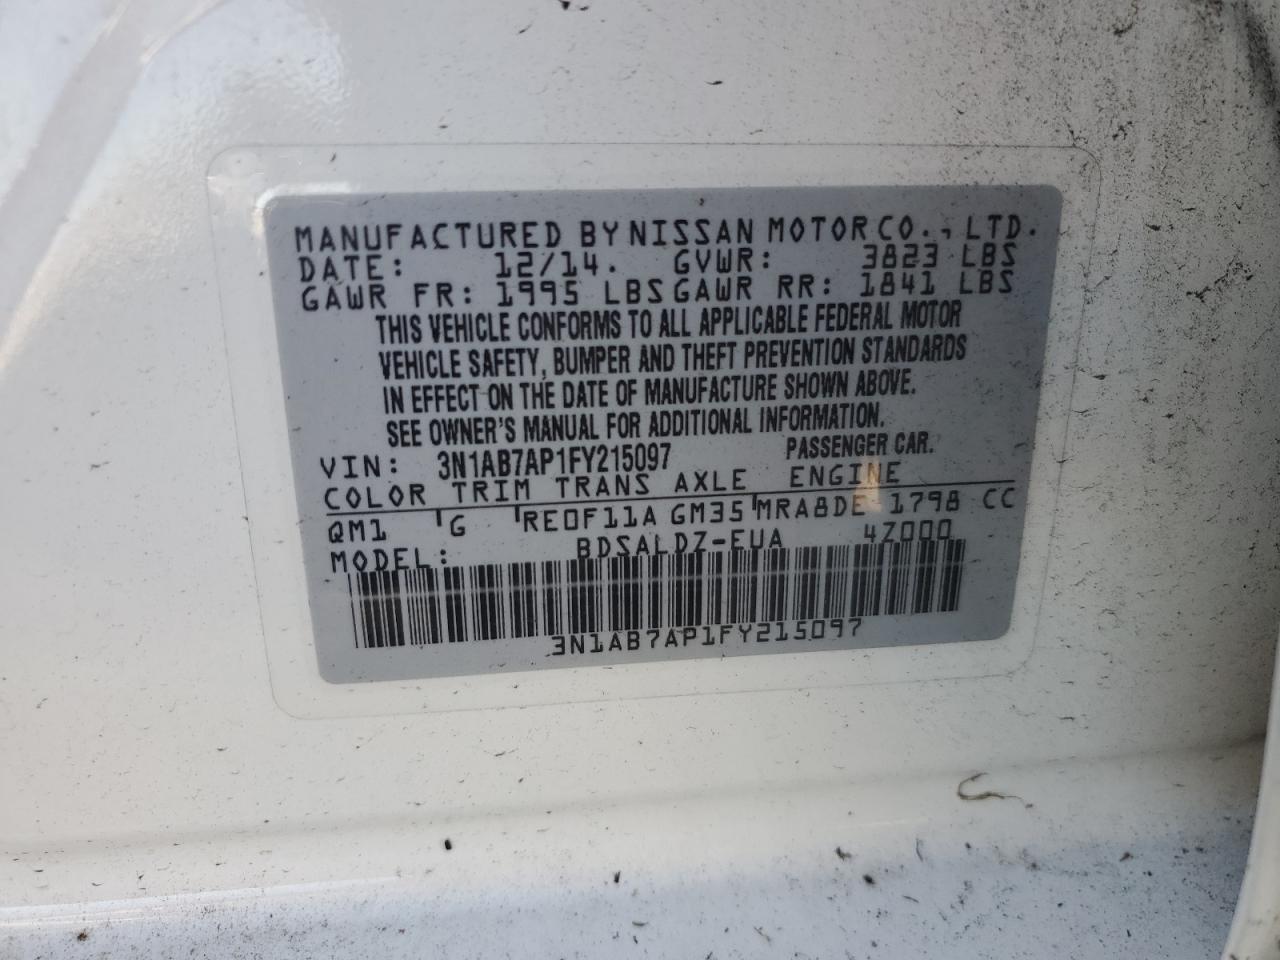 MANUFACTURED BY NISSAN MOTOR CO., LTD.
DATE: 12/14. GVWR: 3823 LBS
GAWR FR: 1995 LBS GAWR RR: 1841 LBS
THIS VEHICLE CONFORMS TO ALL APPLICABLE FEDERAL MOTOR
VEHICLE SAFETY, BUMPER AND THEFT PREVENTION STANDARDS
IN EFFECT ON THE DATE OF MANUFACTURE SHOWN ABOVE.
SEE OWNER'S MANUAL FOR ADDITIONAL INFORMATION.
VIN: 3N1AB7AP1FY215097 PASSENGER CAR.
COLOR TRIM TRANS AXLE ENGINE
QM1 G RE0F11A GM35 MRA8DE 1798 CC
MODEL: BDSALDZ-EUA 4Z000
3N1AB7AP1FY215097